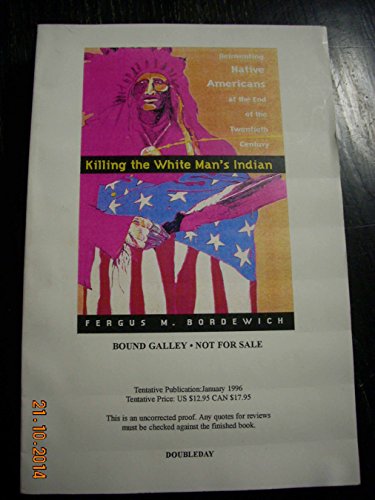 Reinventing
Native
Americans
at the End
of the
Twentieth
Century
Killing the White Man's Indian
FERGUS M. BORDEWICH
BOUND GALLEY • NOT FOR SALE
Tentative Publication:January 1996
Tentative Price: US $12.95 CAN $17.95
This is an uncorrected proof. Any quotes for reviews
must be checked against the finished book.
DOUBLEDAY
21.10.2014